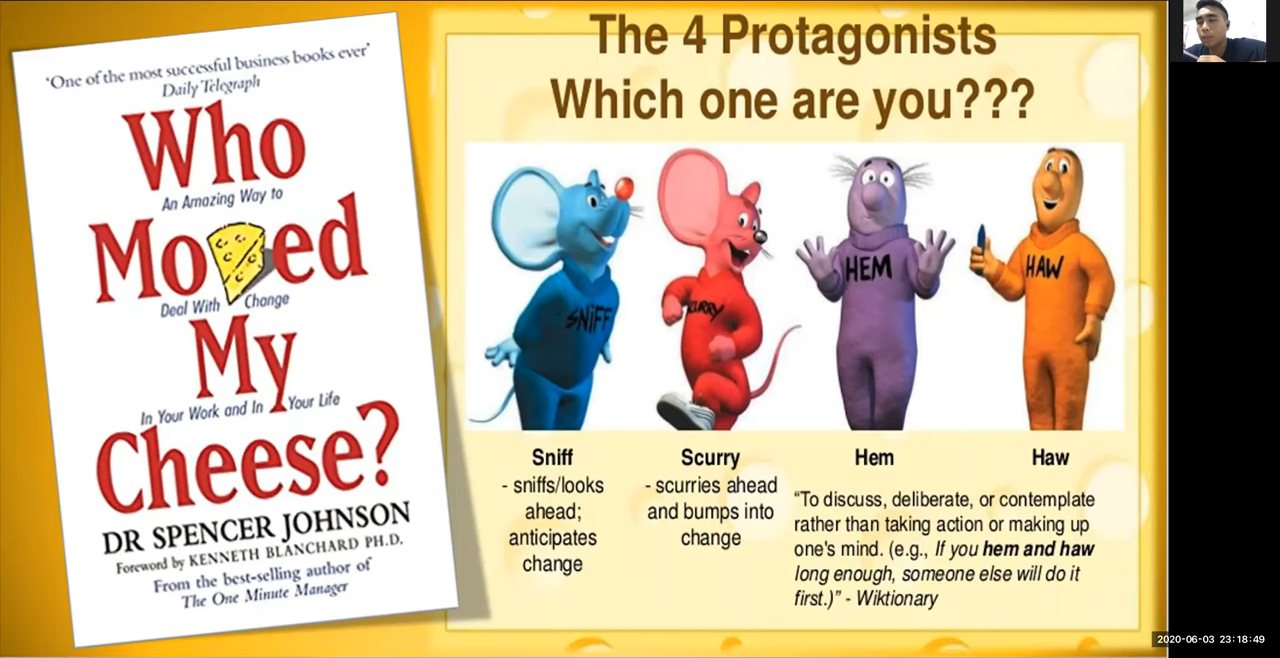 'One of the most successful business books ever'
Daily Telegraph
Who
An Amazing Way to
Moved
Deal With Change
My
In Your Work and In Your Life
Cheese?
DR SPENCER JOHNSON
Foreword by KENNETH BLANCHARD PH.D.
From the best-selling author of
The One Minute Manager
The 4 Protagonists
Which one are you???
SNIFF
SCURRY
HEM
HAW
Sniff
- sniffs/looks
ahead;
anticipates
change
Scurry
- scurries ahead
and bumps into
change
Hem
Haw
“To discuss, deliberate, or contemplate
rather than taking action or making up
one's mind. (e.g., If you hem and haw
long enough, someone else will do it
first.)” - Wiktionary
2020-06-03 23:18:49